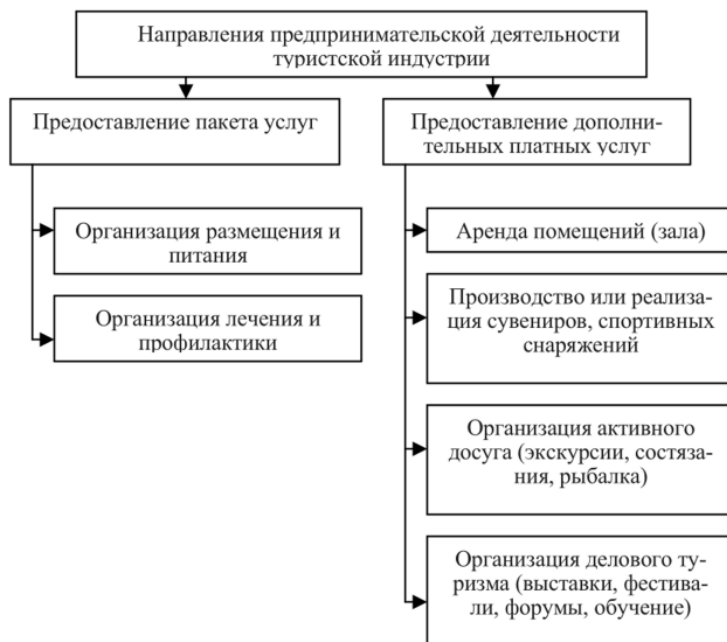 Направления предпринимательской деятельности
туристской индустрии
Предоставление пакета услуг
Организация размещения и
питания
Организация лечения и
профилактики
Предоставление дополни-
тельных платных услуг
Аренда помещений (зала)
Производство или реализа-
ция сувениров, спортивных
снаряжений
Организация активного
досуга (экскурсии, состяза-
ния, рыбалка)
Организация делового ту-
ризма (выставки, фестива-
ли, форумы, обучение)